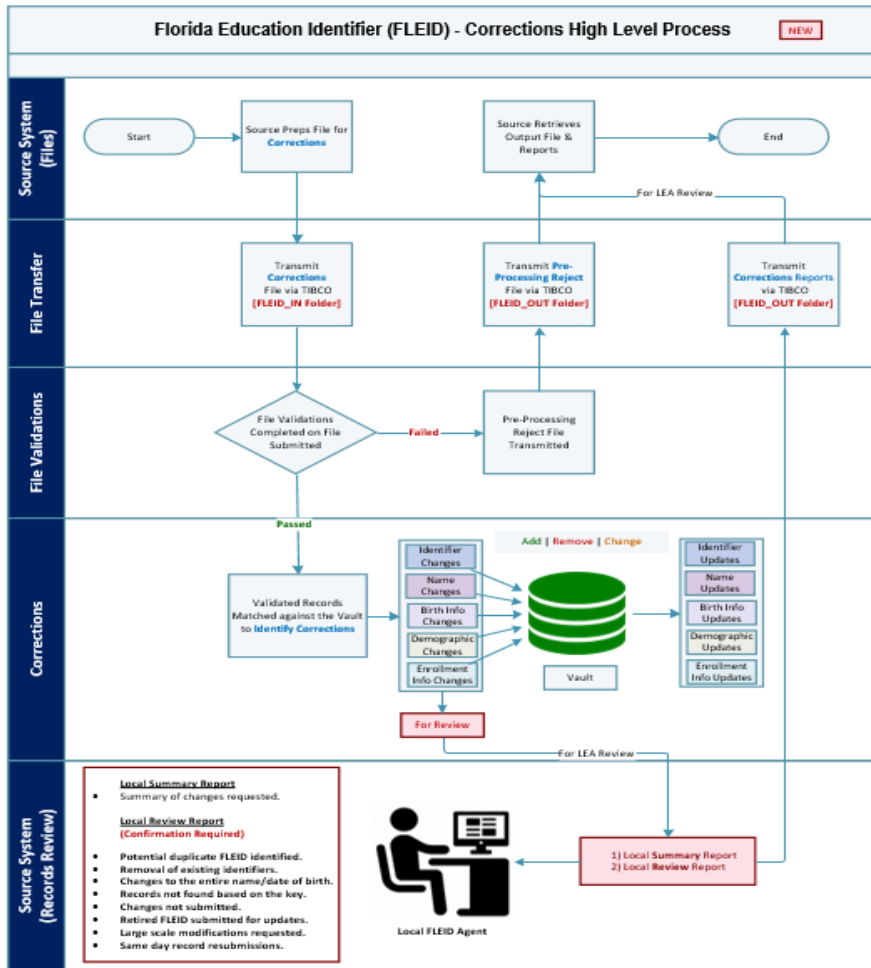 Florida Education Identifier (FLEID) - Corrections High Level Process
NEW
Source System
(Files)
Start
Source Preps File for
Corrections
Source Retrieves
Output File &
Reports
End
For LEA Review
File Transfer
Transmit
Corrections
File via TIBCO
[FLEID_IN Folder]
Transmit Pre-
Processing Reject
File via TIBCO
[FLEID_OUT Folder]
Transmit
Corrections Reports
via TIBCO
[FLEID_OUT Folder]
File Validations
File Validations
Completed on File
Submitted
Failed
Pre-Processing
Reject File
Transmitted
Passed
Corrections
Validated Records
Matched against the Vault
to Identify Corrections
Identifier
Changes
Name
Changes
Birth Info
Changes
Demographic
Changes
Enrollment
Info Changes
Add | Remove | Change
Vault
Identifier
Updates
Name
Updates
Birth Info
Updates
Demographic
Updates
Enrollment
Info Updates
For Review
For LEA Review
Source System
(Records Review)
Local Summary Report
• Summary of changes requested.
Local Review Report
(Confirmation Required)
• Potential duplicate FLEID identified.
• Removal of existing identifiers.
• Changes to the entire name/date of birth.
• Records not found based on the key.
• Changes not submitted.
• Retired FLEID submitted for updates.
• Large scale modifications requested.
• Same day record resubmissions.
Local FLEID Agent
1) Local Summary Report
2) Local Review Report